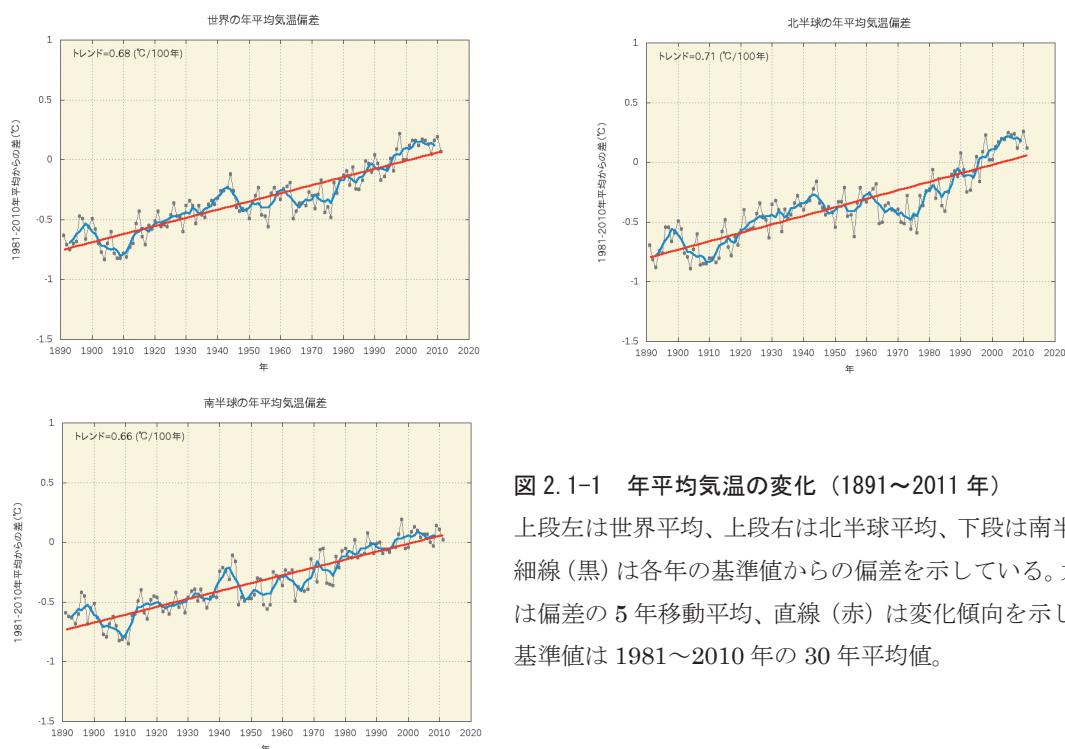 世界の年平均気温偏差
トレンド=0.68 (℃/100年)
1981-2010年平均からの差(℃)
1
0.5
0
-0.5
-1
-1.5
1890 1900 1910 1920 1930 1940 1950 1960 1970 1980 1990 2000 2010 2020
年
北半球の年平均気温偏差
トレンド=0.71 (℃/100年)
1981-2010年平均からの差(℃)
1
0.5
0
-0.5
-1
-1.5
1890 1900 1910 1920 1930 1940 1950 1960 1970 1980 1990 2000 2010 2020
年
南半球の年平均気温偏差
トレンド=0.66 (℃/100年)
1981-2010年平均からの差(℃)
1
0.5
0
-0.5
-1
-1.5
1890 1900 1910 1920 1930 1940 1950 1960 1970 1980 1990 2000 2010 2020
年
図 2.1-1 年平均気温の変化（1891～2011 年）
上段左は世界平均、上段右は北半球平均、下段は南半
細線（黒）は各年の基準値からの偏差を示している。
は偏差の 5 年移動平均、直線（赤）は変化傾向を示し
基準値は 1981～2010 年の 30 年平均値。